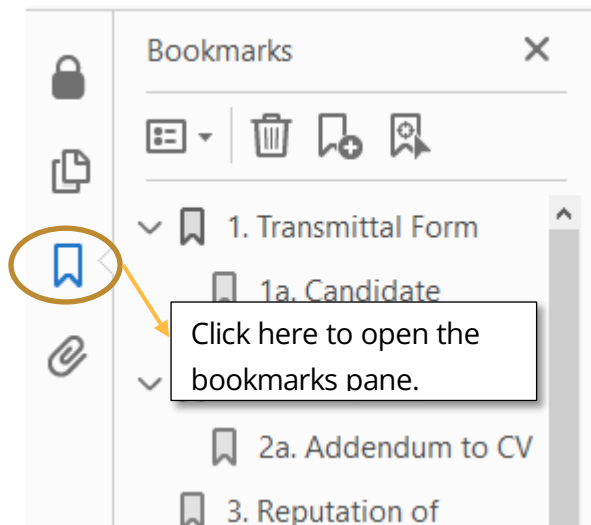 Bookmarks
1. Transmittal Form
1a. Candidate
Click here to open the
bookmarks pane.
2a. Addendum to CV
3. Reputation of